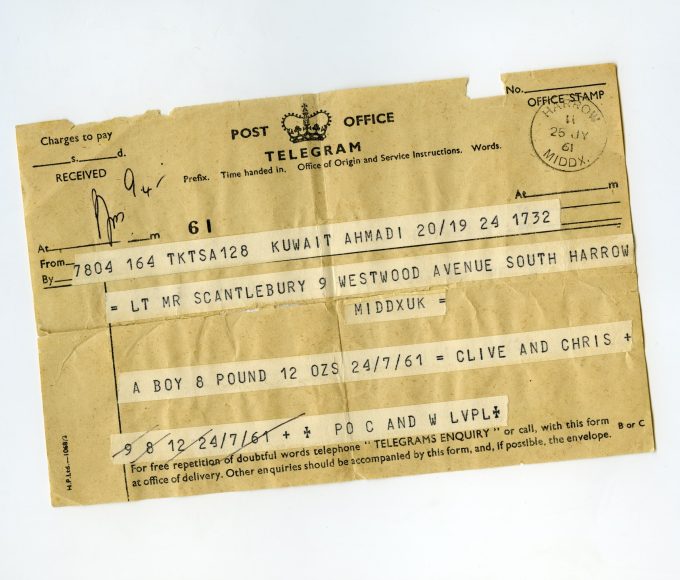 No.
OFFICE STAMP
Charges to pay
s. d.
RECEIVED
POST OFFICE
TELEGRAM
Prefix. Time handed in. Office of Origin and Service Instructions. Words.
HARROW
11
25 JY
61
MIDDX.
At m
61
At m
From
By
7804 164 TKTSA128 KUWAIT AHMADI 20/19 24 1732
= LT MR SCANTLEBURY 9 WESTWOOD AVENUE SOUTH HARROW
MIDDXUK =
A BOY 8 POUND 12 OZS 24/7/61 = CLIVE AND CHRIS +
9 8 12 24/7/61 + ‡ PO C AND W LVPL‡
For free repetition of doubtful words telephone "TELEGRAMS ENQUIRY" or call, with this form
at office of delivery. Other enquiries should be accompanied by this form, and, if possible, the envelope.
B or C
H.P.Ltd.—1068/2